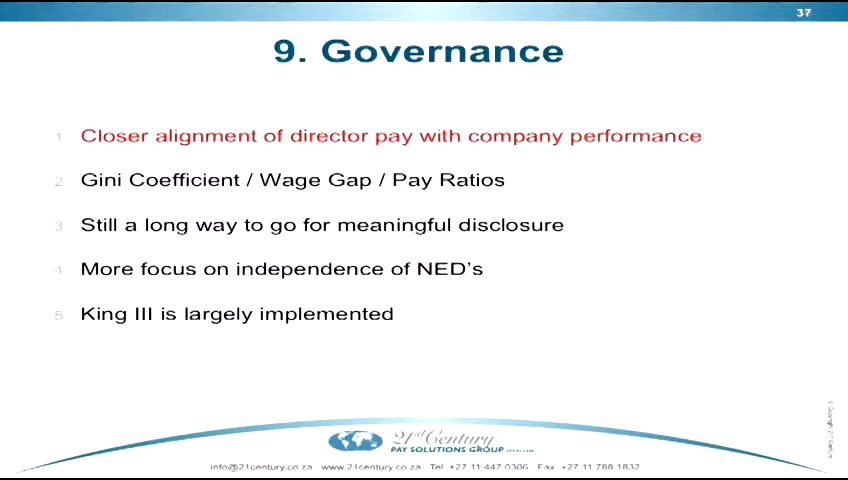 37
9. Governance
1 Closer alignment of director pay with company performance
2 Gini Coefficient / Wage Gap / Pay Ratios
3 Still a long way to go for meaningful disclosure
4 More focus on independence of NED's
5 King III is largely implemented
21st Century
PAY SOLUTIONS GROUP
info@21century.co.za www.21century.co.za Tel +27 11 447 0306 Fax +27 11 788 1832